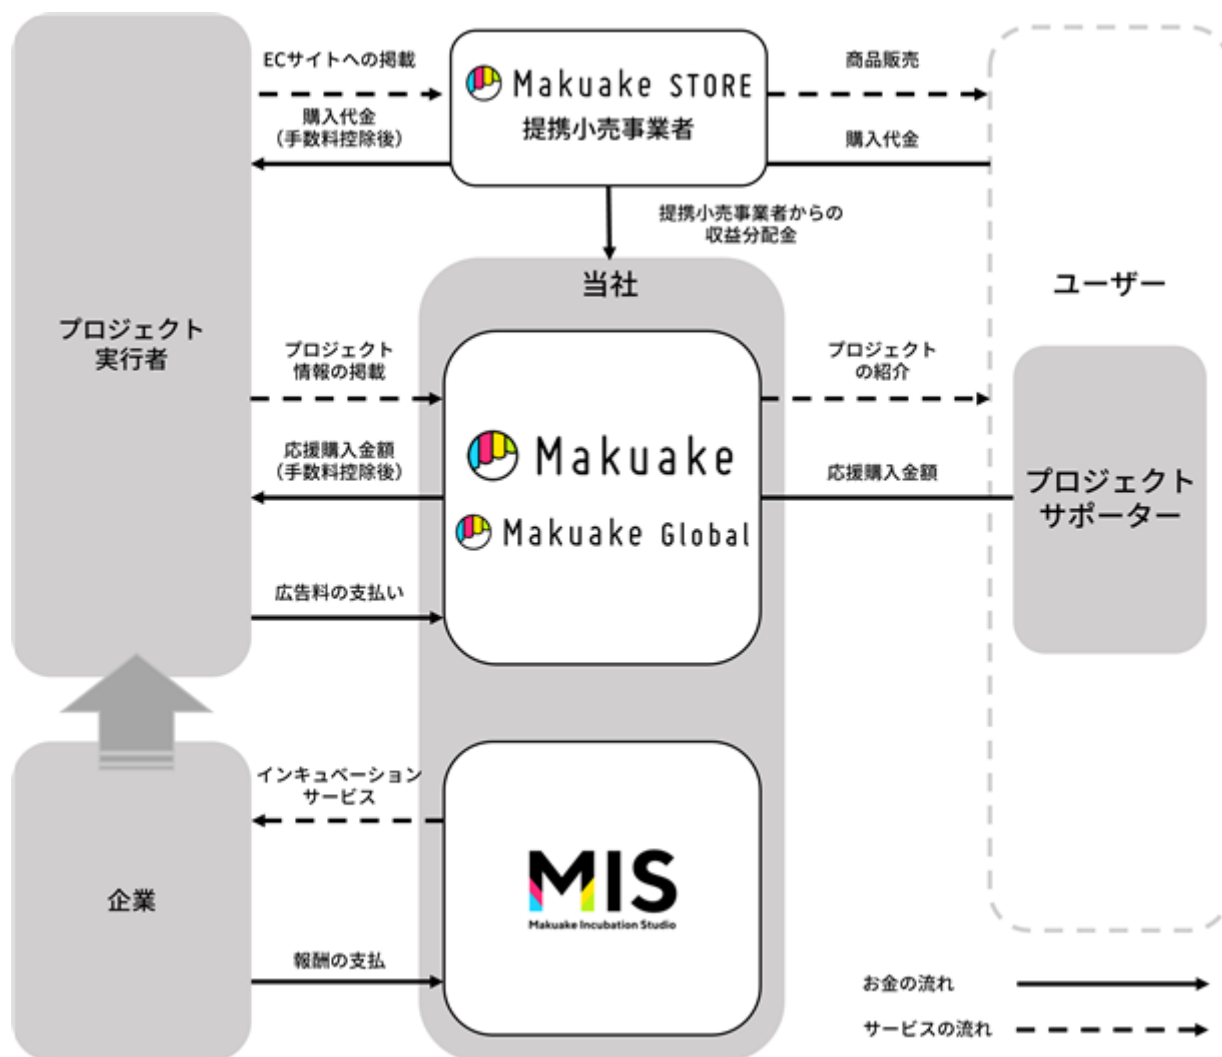 ECサイトへの掲載
購入代金
(手数料控除後)
Makuake STORE
提携小売事業者
商品販売
購入代金
提携小売事業者からの
収益分配金
当社
ユーザー
プロジェクト
実行者
プロジェクト
情報の掲載
応援購入金額
(手数料控除後)
広告料の支払い
Makuake
Makuake Global
プロジェクト
の紹介
応援購入金額
プロジェクト
サポーター
インキュベーション
サービス
企業
MIS
Makuake Incubation Studio
報酬の支払
お金の流れ
サービスの流れ